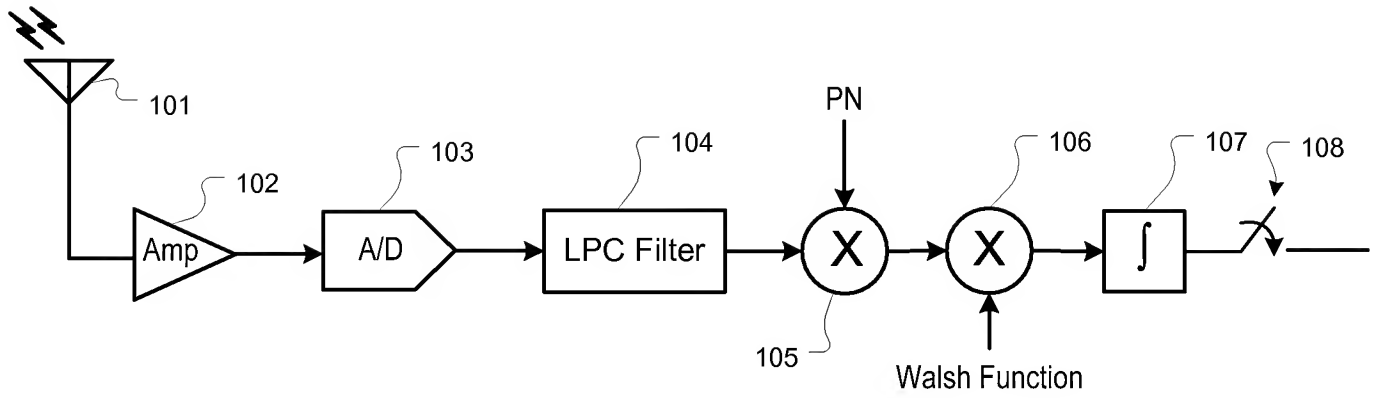 101
PN
103
104
106
107
108
102
Amp
A/D
LPC Filter
X
X
∫
105
Walsh Function